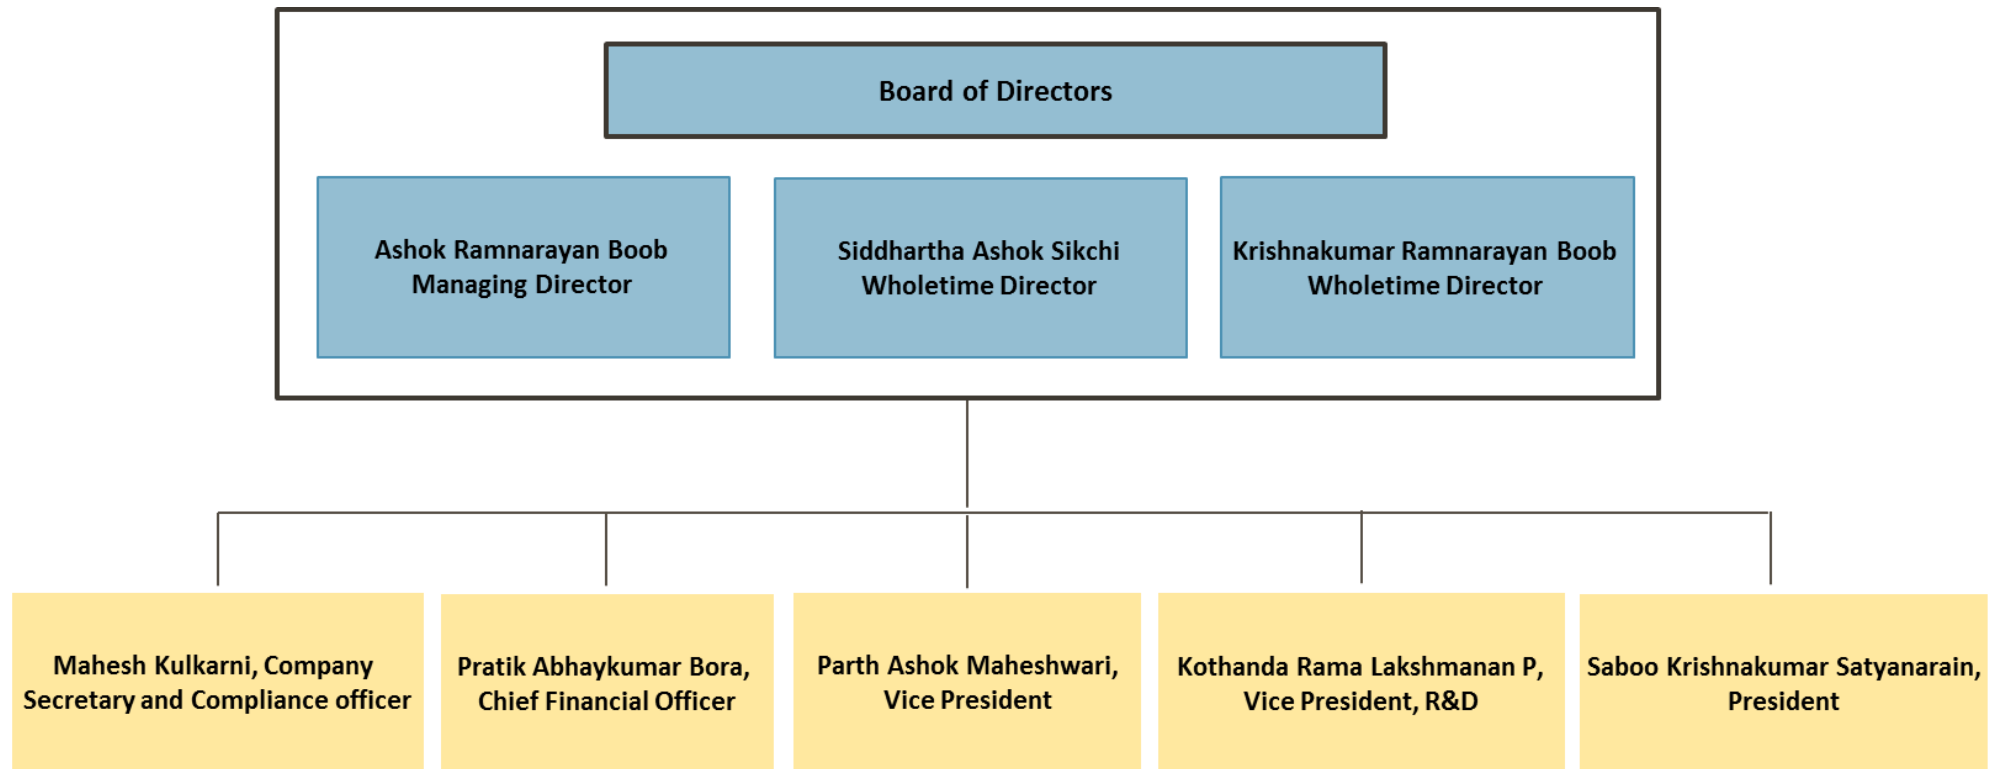 Board of Directors
Ashok Ramnarayan Boob
Managing Director
Siddhartha Ashok Sikchi
Wholetime Director
Krishnakumar Ramnarayan Boob
Wholetime Director
Mahesh Kulkarni, Company
Secretary and Compliance officer
Pratik Abhaykumar Bora,
Chief Financial Officer
Parth Ashok Maheshwari,
Vice President
Kothanda Rama Lakshmanan P,
Vice President, R&D
Saboo Krishnakumar Satyanarain,
President